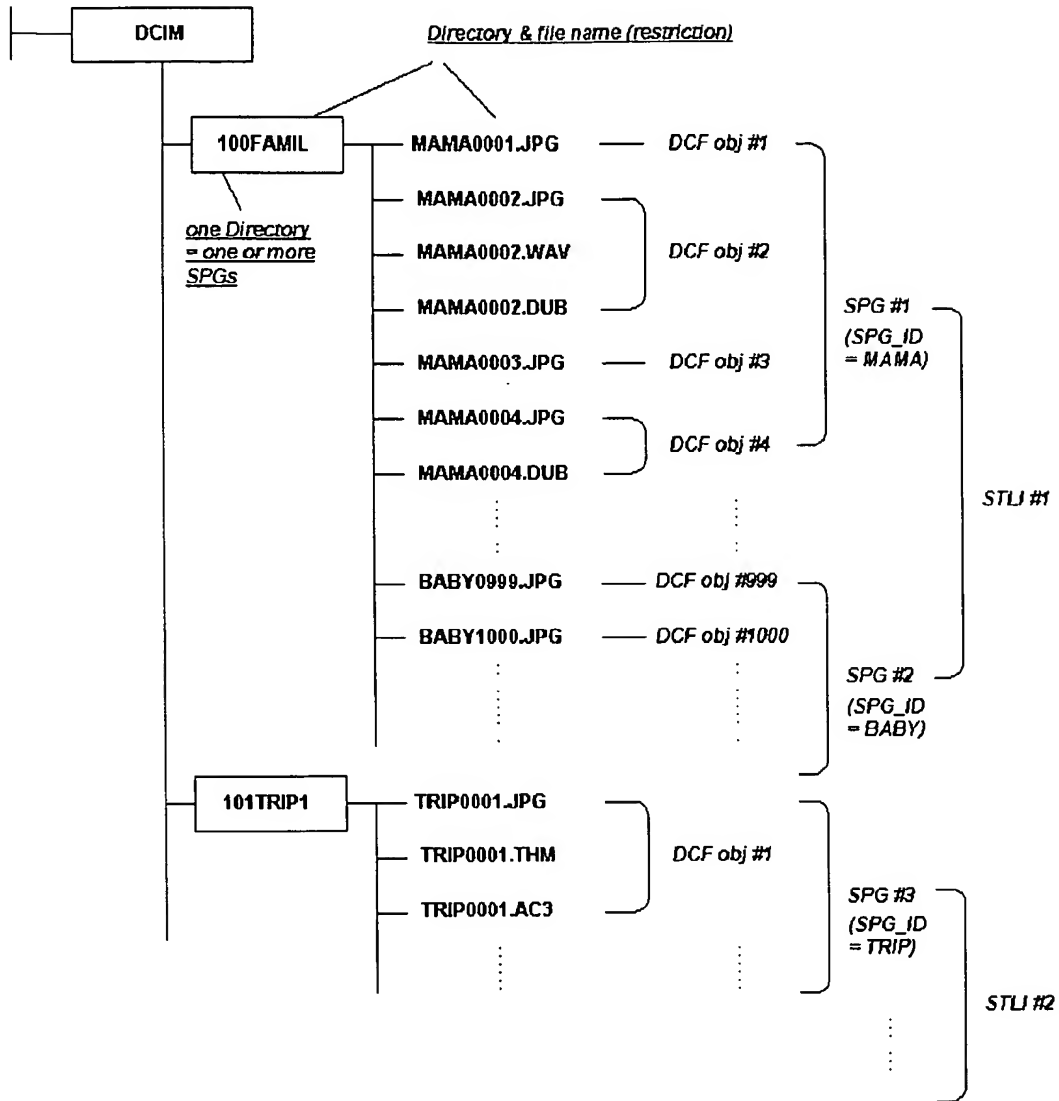 DCIM
Directory & file name (restriction)
100FAMIL
MAMA0001.JPG
DCF obj #1
MAMA0002.JPG
one Directory
= one or more
SPGs
MAMA0002.WAV
DCF obj #2
MAMA0002.DUB
SPG #1
(SPG_ID
= MAMA)
MAMA0003.JPG
DCF obj #3
MAMA0004.JPG
DCF obj #4
MAMA0004.DUB
STLI #1
BABY0999.JPG
DCF obj #999
BABY1000.JPG
DCF obj #1000
SPG #2
(SPG_ID
= BABY)
101TRIP1
TRIP0001.JPG
TRIP0001.THM
DCF obj #1
TRIP0001.AC3
SPG #3
(SPG_ID
= TRIP)
STLI #2